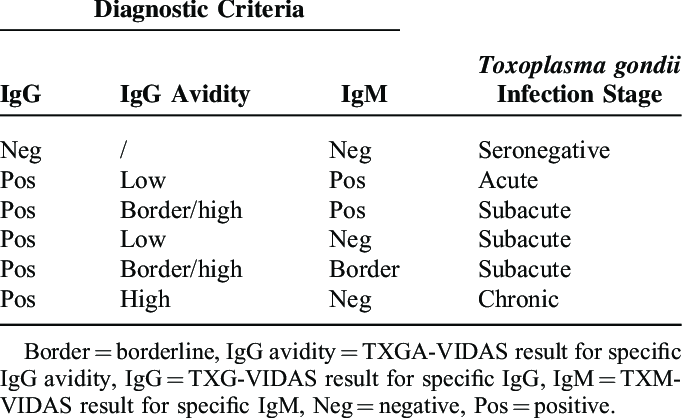 Diagnostic Criteria
Toxoplasma gondii
IgG IgG Avidity IgM Infection Stage
Neg / Neg Seronegative
Pos Low Pos Acute
Pos Border/high Pos Subacute
Pos Low Neg Subacute
Pos Border/high Border Subacute
Pos High Neg Chronic
Border = borderline, IgG avidity = TXGA-VIDAS result for specific
IgG avidity, IgG = TXG-VIDAS result for specific IgG, IgM = TXM-
VIDAS result for specific IgM, Neg = negative, Pos = positive.